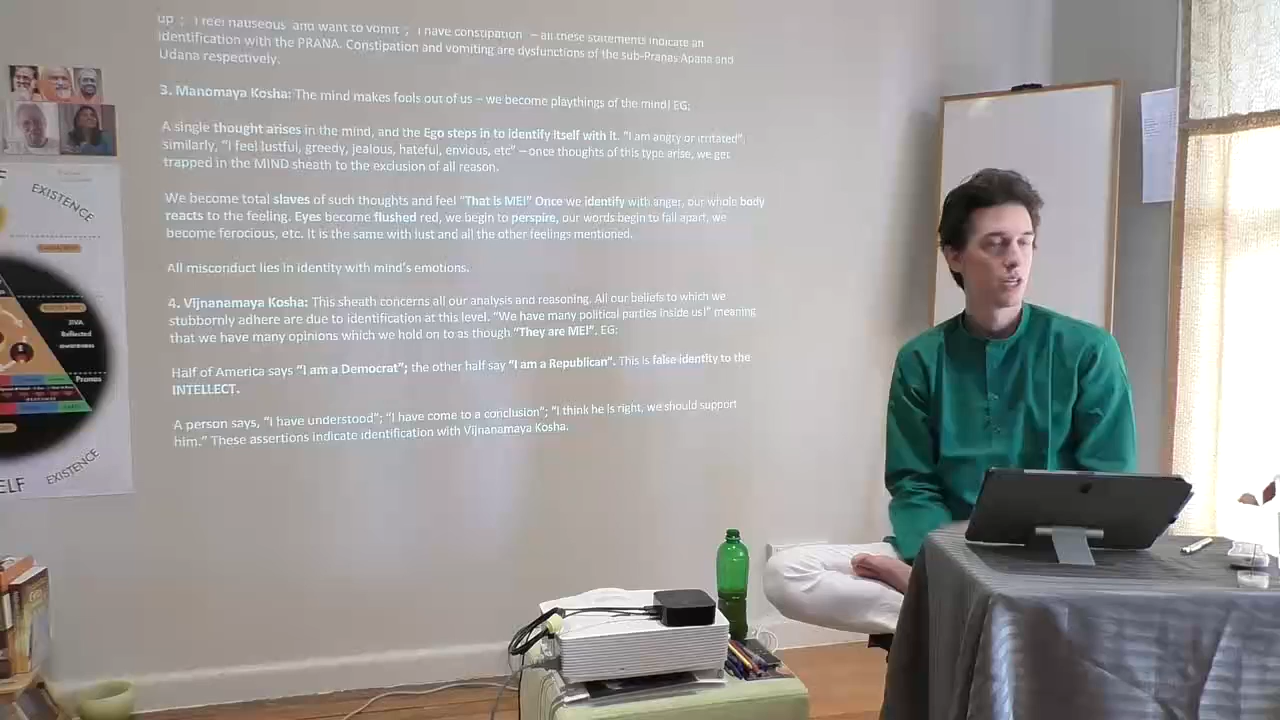 up"; "I feel nauseous and want to vomit"; "I have constipation" – all these statements indicate an
identification with the PRANA. Constipation and vomiting are dysfunctions of the sub-Pranas Apana and
Udana respectively.
3. Manomaya Kosha: The mind makes fools out of us – we become playthings of the mind! EG:
A single thought arises in the mind, and the Ego steps in to identify itself with it. "I am angry or irritated",
similarly, "I feel lustful, greedy, jealous, hateful, envious, etc" – once thoughts of this type arise, we get
trapped in the MIND sheath to the exclusion of all reason.
We become total slaves of such thoughts and feel "That is ME!" Once we identify with anger, our whole body
reacts to the feeling. Eyes become flushed red, we begin to perspire, our words begin to fall apart, we
become ferocious, etc. It is the same with lust and all the other feelings mentioned.
All misconduct lies in identity with mind's emotions.
4. Vijnanamaya Kosha: This sheath concerns all our analysis and reasoning. All our beliefs to which we
stubbornly adhere are due to identification at this level. "We have many political parties inside us!" meaning
that we have many opinions which we hold on to as though "They are ME!". EG:
Half of America says "I am a Democrat"; the other half say "I am a Republican". This is false identity to the
INTELLECT.
A person says, "I have understood"; "I have come to a conclusion"; "I think he is right, we should support
him." These assertions indicate identification with Vijnanamaya Kosha.
EXISTENCE
JIVA
Reflected
Awareness
Pranas
EXISTENCE
ELF